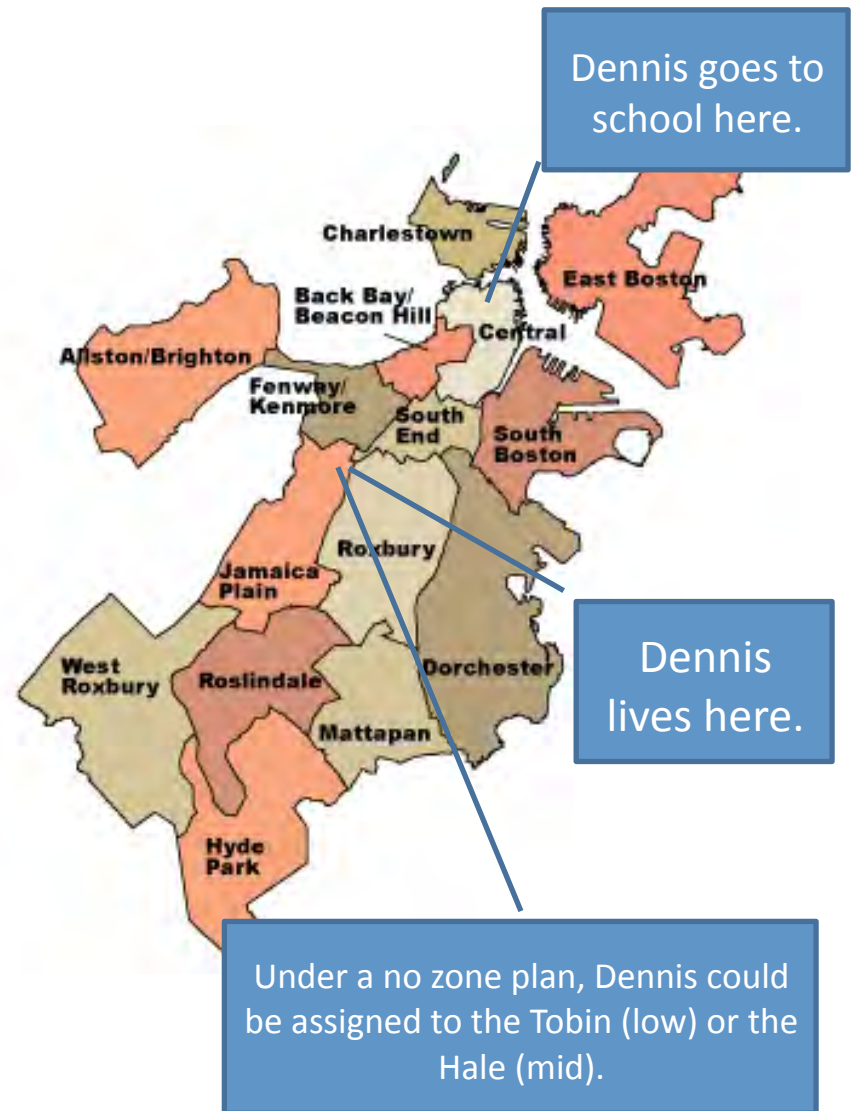 Dennis goes to
school here.
Charlestown
East Boston
Back Bay/
Beacon Hill
Central
Allston/Brighton
Fenway/
Kenmore
South
End
South
Boston
Roxbury
Jamaica
Plain
Dennis
lives here.
West
Roxbury
Roslindale
Dorchester
Mattapan
Hyde
Park
Under a no zone plan, Dennis could
be assigned to the Tobin (low) or the
Hale (mid).